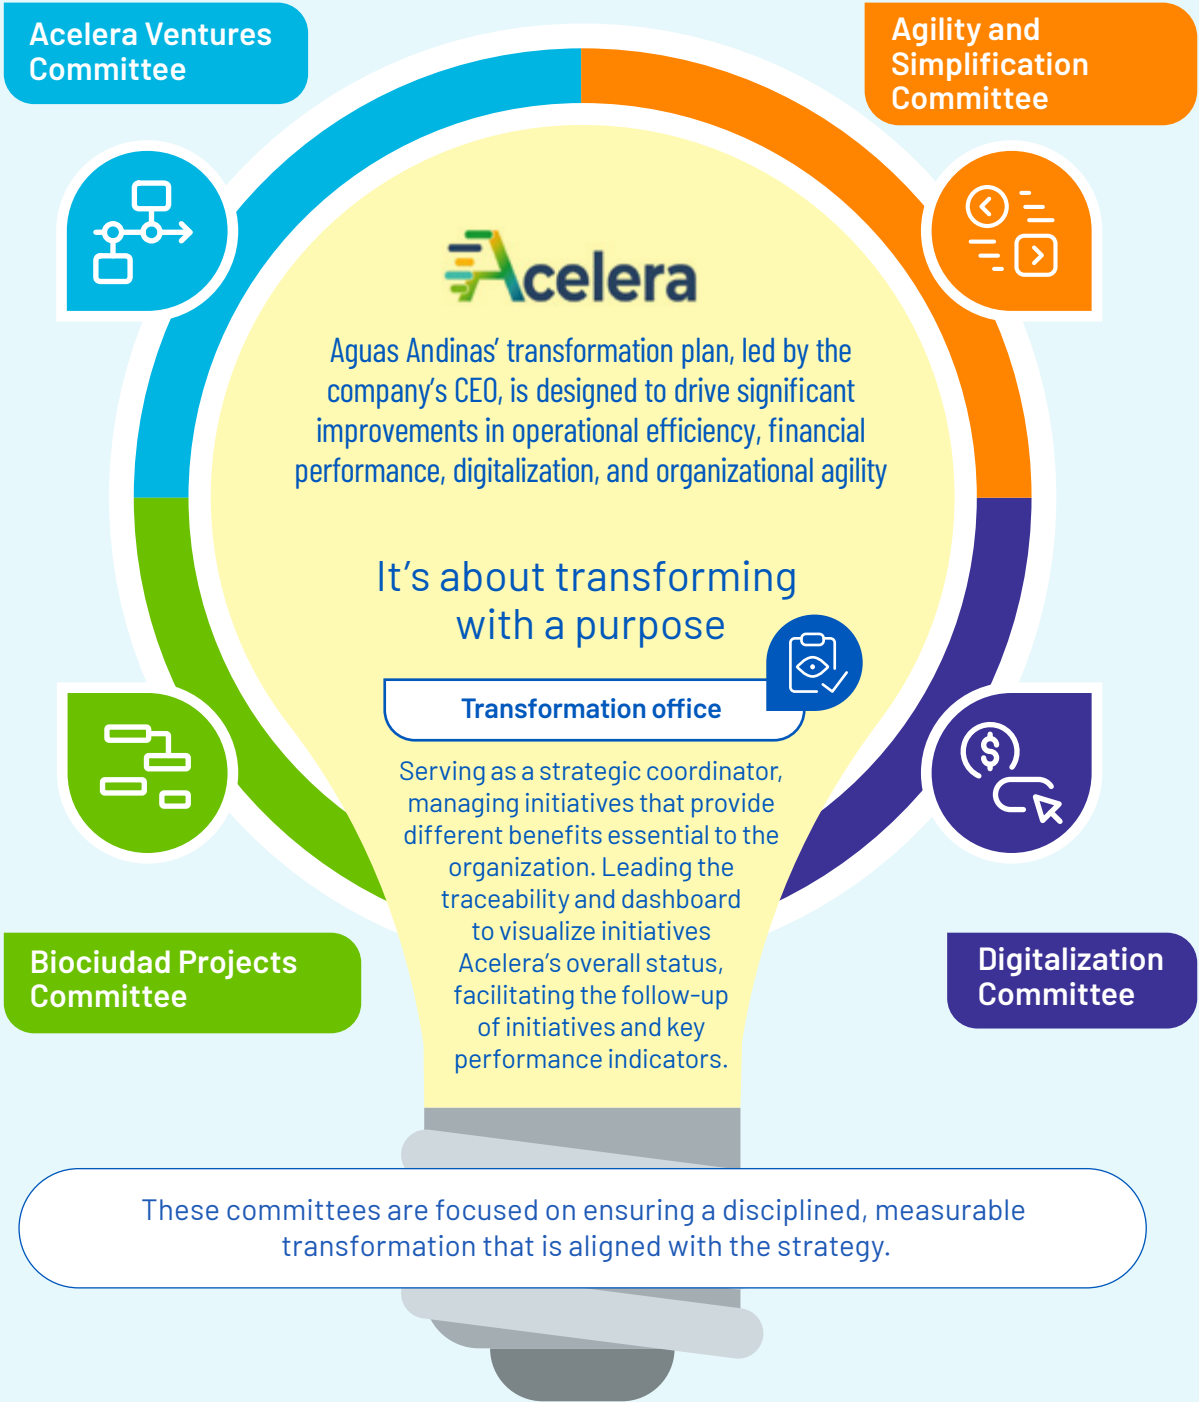 Acelera Ventures
Committee
Agility and
Simplification
Committee
Acelera
Aguas Andinas’ transformation plan, led by the
company’s CEO, is designed to drive significant
improvements in operational efficiency, financial
performance, digitalization, and organizational agility
It’s about transforming
with a purpose
Transformation office
Serving as a strategic coordinator,
managing initiatives that provide
different benefits essential to the
organization. Leading the
traceability and dashboard
to visualize initiatives
Acelera’s overall status,
facilitating the follow-up
of initiatives and key
performance indicators.
$
Biociudad Projects
Committee
Digitalization
Committee
These committees are focused on ensuring a disciplined, measurable
transformation that is aligned with the strategy.